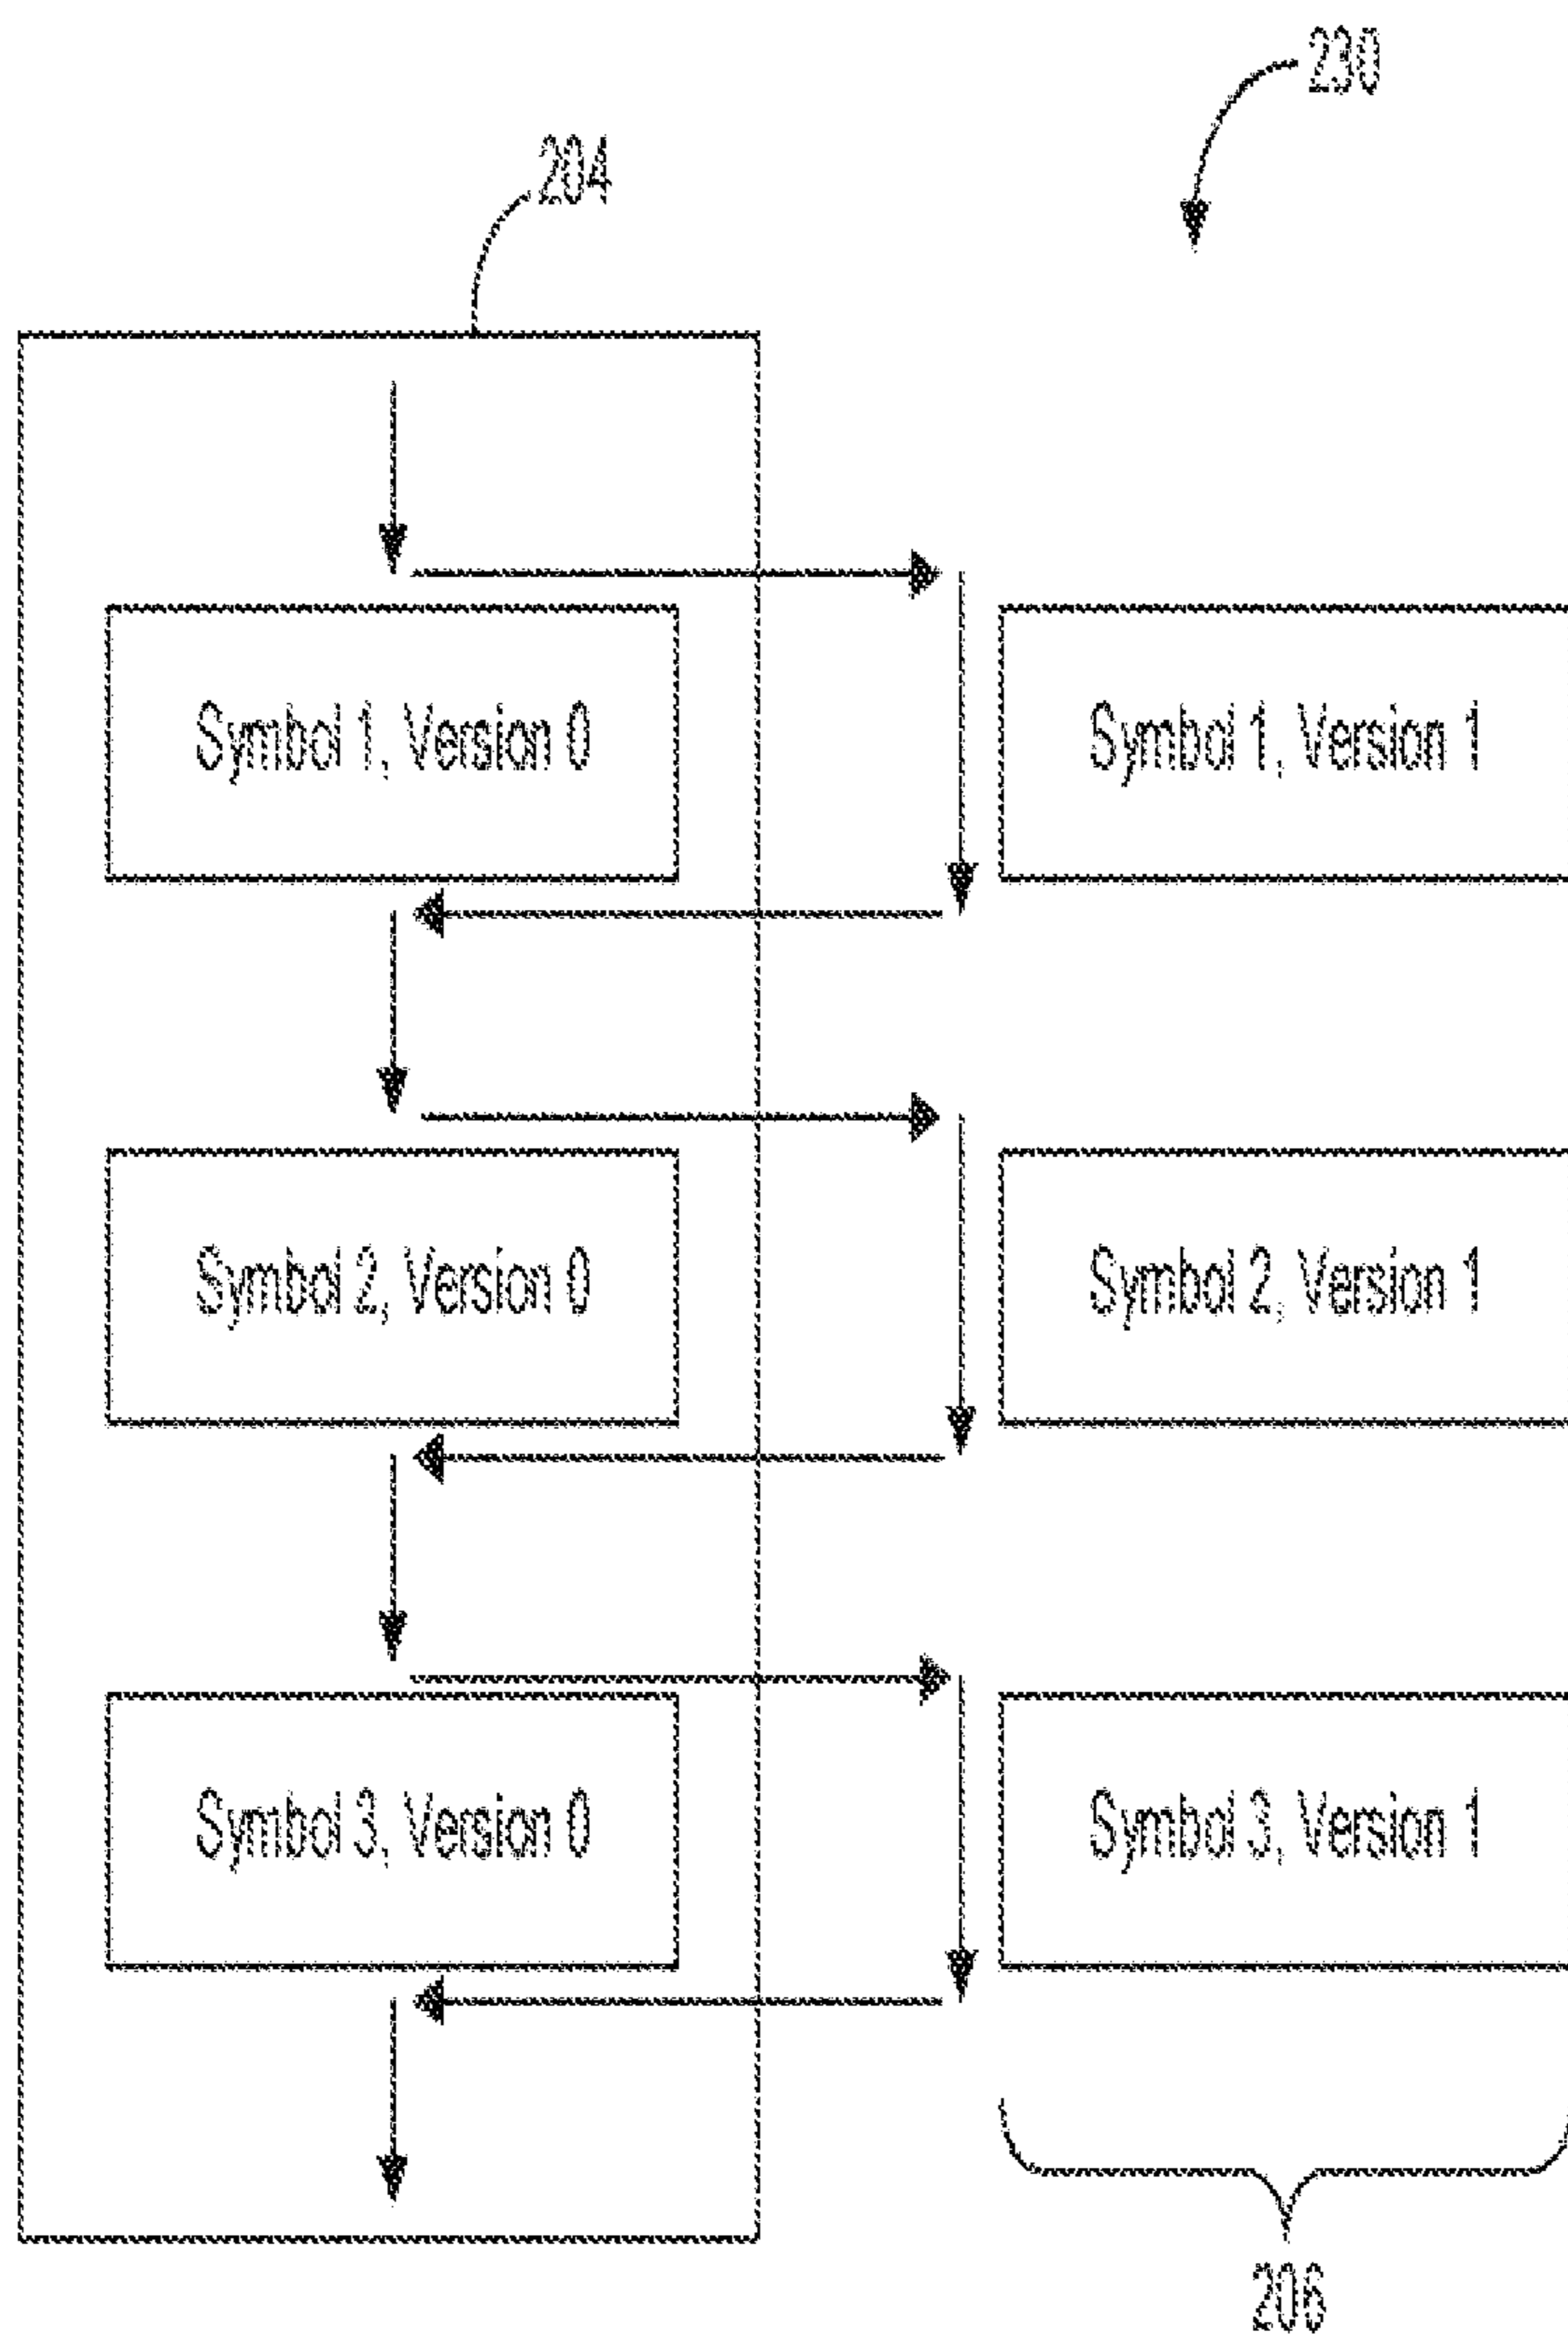 230
204
Symbol 1, Version 0
Symbol 1, Version 1
Symbol 2, Version 0
Symbol 2, Version 1
Symbol 3, Version 0
Symbol 3, Version 1
206